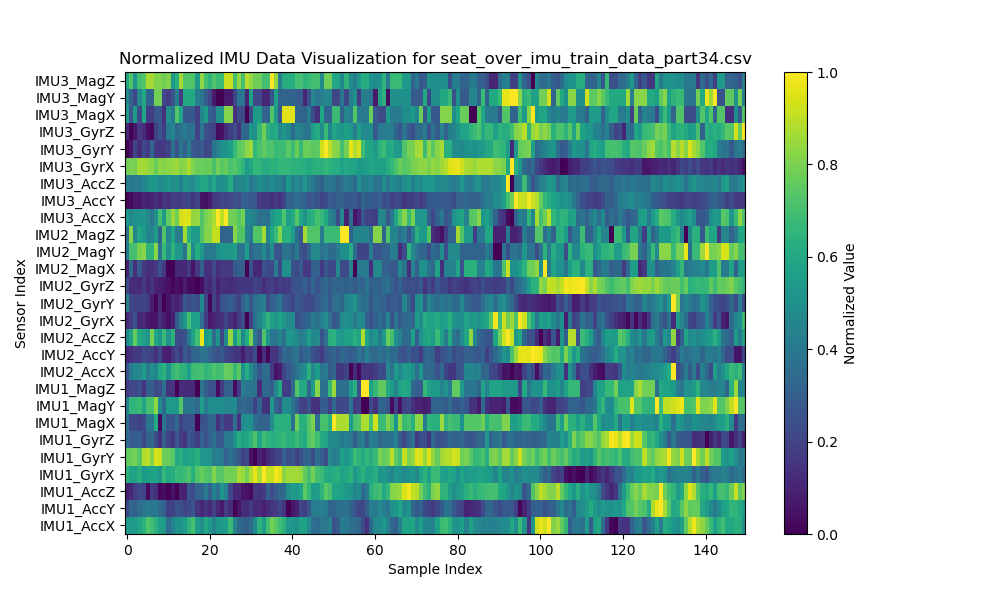 Normalized IMU Data Visualization for seat_over_imu_train_data_part34.csv
IMU3_MagZ
IMU3_MagY
IMU3_MagX
IMU3_GyrZ
IMU3_GyrY
IMU3_GyrX
IMU3_AccZ
IMU3_AccY
IMU3_AccX
IMU2_MagZ
IMU2_MagY
IMU2_MagX
IMU2_GyrZ
IMU2_GyrY
IMU2_GyrX
IMU2_AccZ
IMU2_AccY
IMU2_AccX
IMU1_MagZ
IMU1_MagY
IMU1_MagX
IMU1_GyrZ
IMU1_GyrY
IMU1_GyrX
IMU1_AccZ
IMU1_AccY
IMU1_AccX
Sensor Index
0 20 40 60 80 100 120 140
Sample Index
1.0
0.8
0.6
0.4
0.2
0.0
Normalized Value